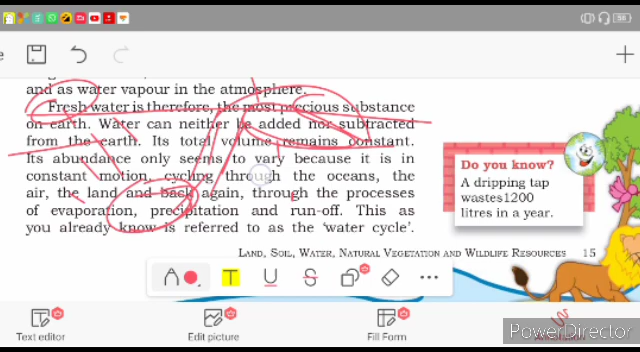 58
and as water vapour in the atmosphere.
Fresh water is therefore, the most precious substance
on earth. Water can neither be added nor subtracted
from the earth. Its total volume remains constant.
Its abundance only seems to vary because it is in
constant motion, cycling through the oceans, the
air, the land and back again, through the processes
of evaporation, precipitation and run-off. This as
you already know is referred to as the ‘water cycle’.
Do you know?
A dripping tap
wastes1200
litres in a year.
LAND, SOIL, WATER, NATURAL VEGETATION AND WILDLIFE RESOURCES 15
T U S
Text editor Edit picture Fill Form
PowerDirector